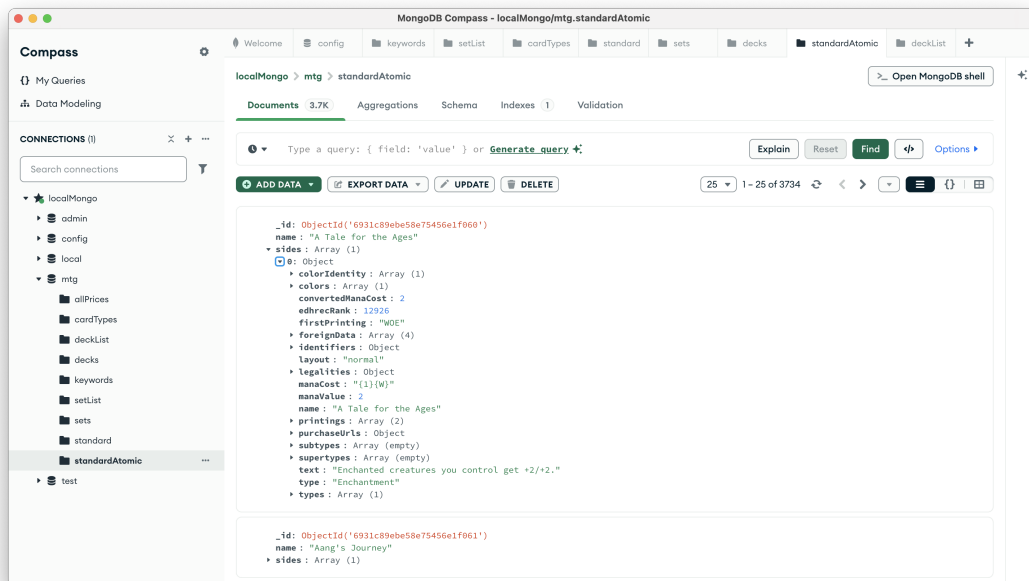 MongoDB Compass - localMongo/mtg.standardAtomic
Compass
My Queries
Data Modeling
CONNECTIONS (1)
Search connections
localMongo
admin
config
local
mtg
allPrices
cardTypes
deckList
decks
keywords
setList
sets
standard
standardAtomic
test
Welcome config keywords setList cardTypes standard sets decks standardAtomic deckList +
localMongo > mtg > standardAtomic
>_ Open MongoDB shell
Documents 3.7K Aggregations Schema Indexes 1 Validation
Type a query: { field: 'value' } or Generate query
Explain Reset Find </> Options
ADD DATA EXPORT DATA UPDATE DELETE
25 1 – 25 of 3734 {}
_id: ObjectId('6931c89ebe58e75456e1f060')
name : "A Tale for the Ages"
sides : Array (1)
0: Object
colorIdentity : Array (1)
colors : Array (1)
convertedManaCost : 2
edhrecRank : 12926
firstPrinting : "WOE"
foreignData : Array (4)
identifiers : Object
layout : "normal"
legalities : Object
manaCost : "{1}{W}"
manaValue : 2
name : "A Tale for the Ages"
printings : Array (2)
purchaseUrls : Object
subtypes : Array (empty)
supertypes : Array (empty)
text : "Enchanted creatures you control get +2/+2."
type : "Enchantment"
types : Array (1)
_id: ObjectId('6931c89ebe58e75456e1f061')
name : "Aang's Journey"
sides : Array (1)